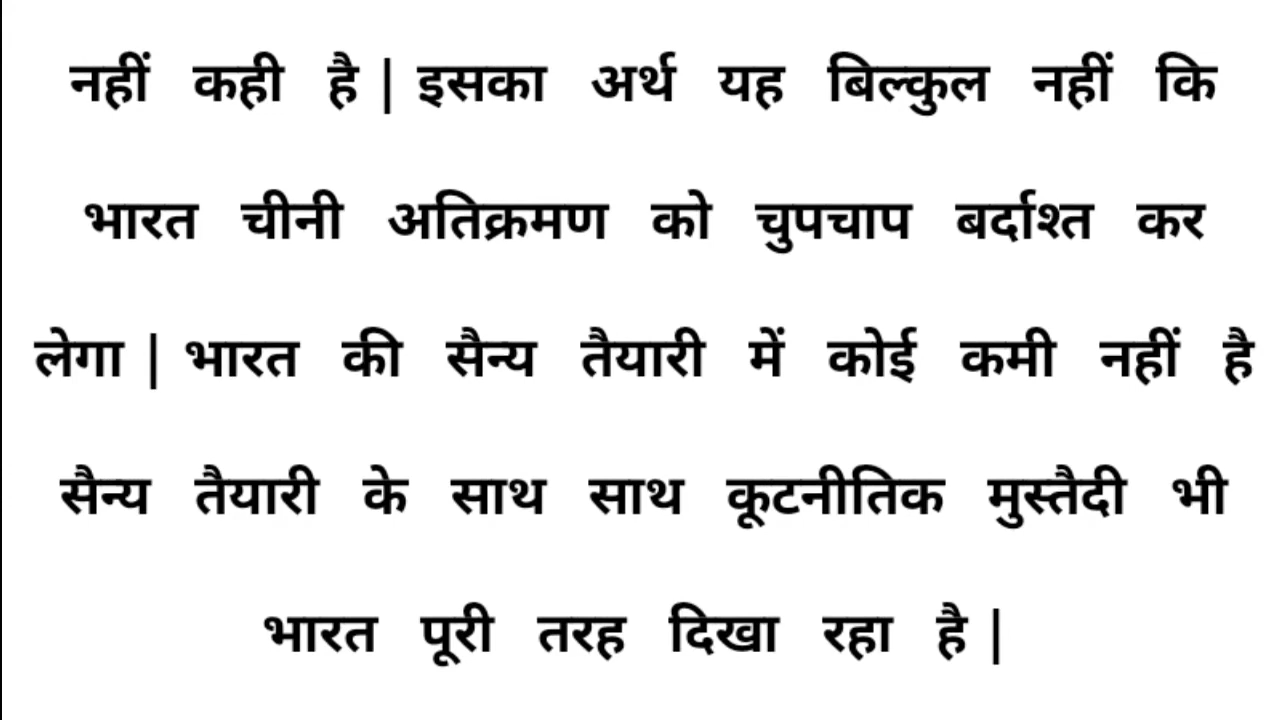 नहीं कही है | इसका अर्थ यह बिल्कुल नहीं कि
भारत चीनी अतिक्रमण को चुपचाप बर्दाश्त कर
लेगा | भारत की सैन्य तैयारी में कोई कमी नहीं है
सैन्य तैयारी के साथ साथ कूटनीतिक मुस्तैदी भी
भारत पूरी तरह दिखा रहा है |